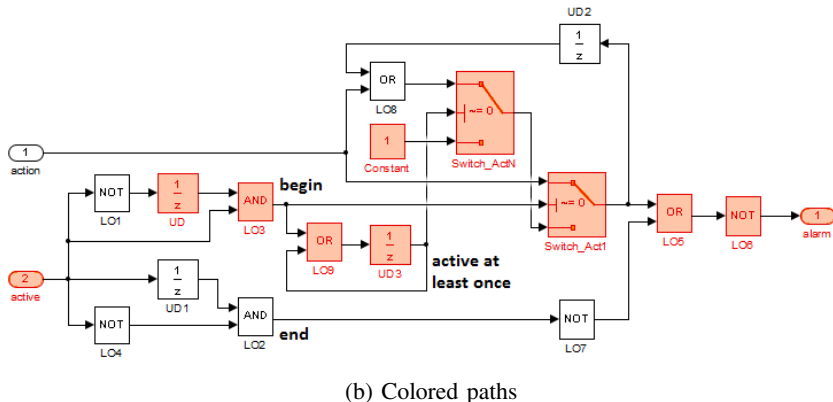 UD2
1
z
OR
LO8
~= 0
1
Constant
Switch_ActN
1
action
NOT
LO1
1
z
UD
AND
LO3
begin
~= 0
Switch_Act1
OR
LO5
NOT
LO6
1
alarm
OR
LO9
1
z
UD3
active at
least once
2
active
1
z
UD1
NOT
LO4
AND
LO2
end
NOT
LO7
(b) Colored paths